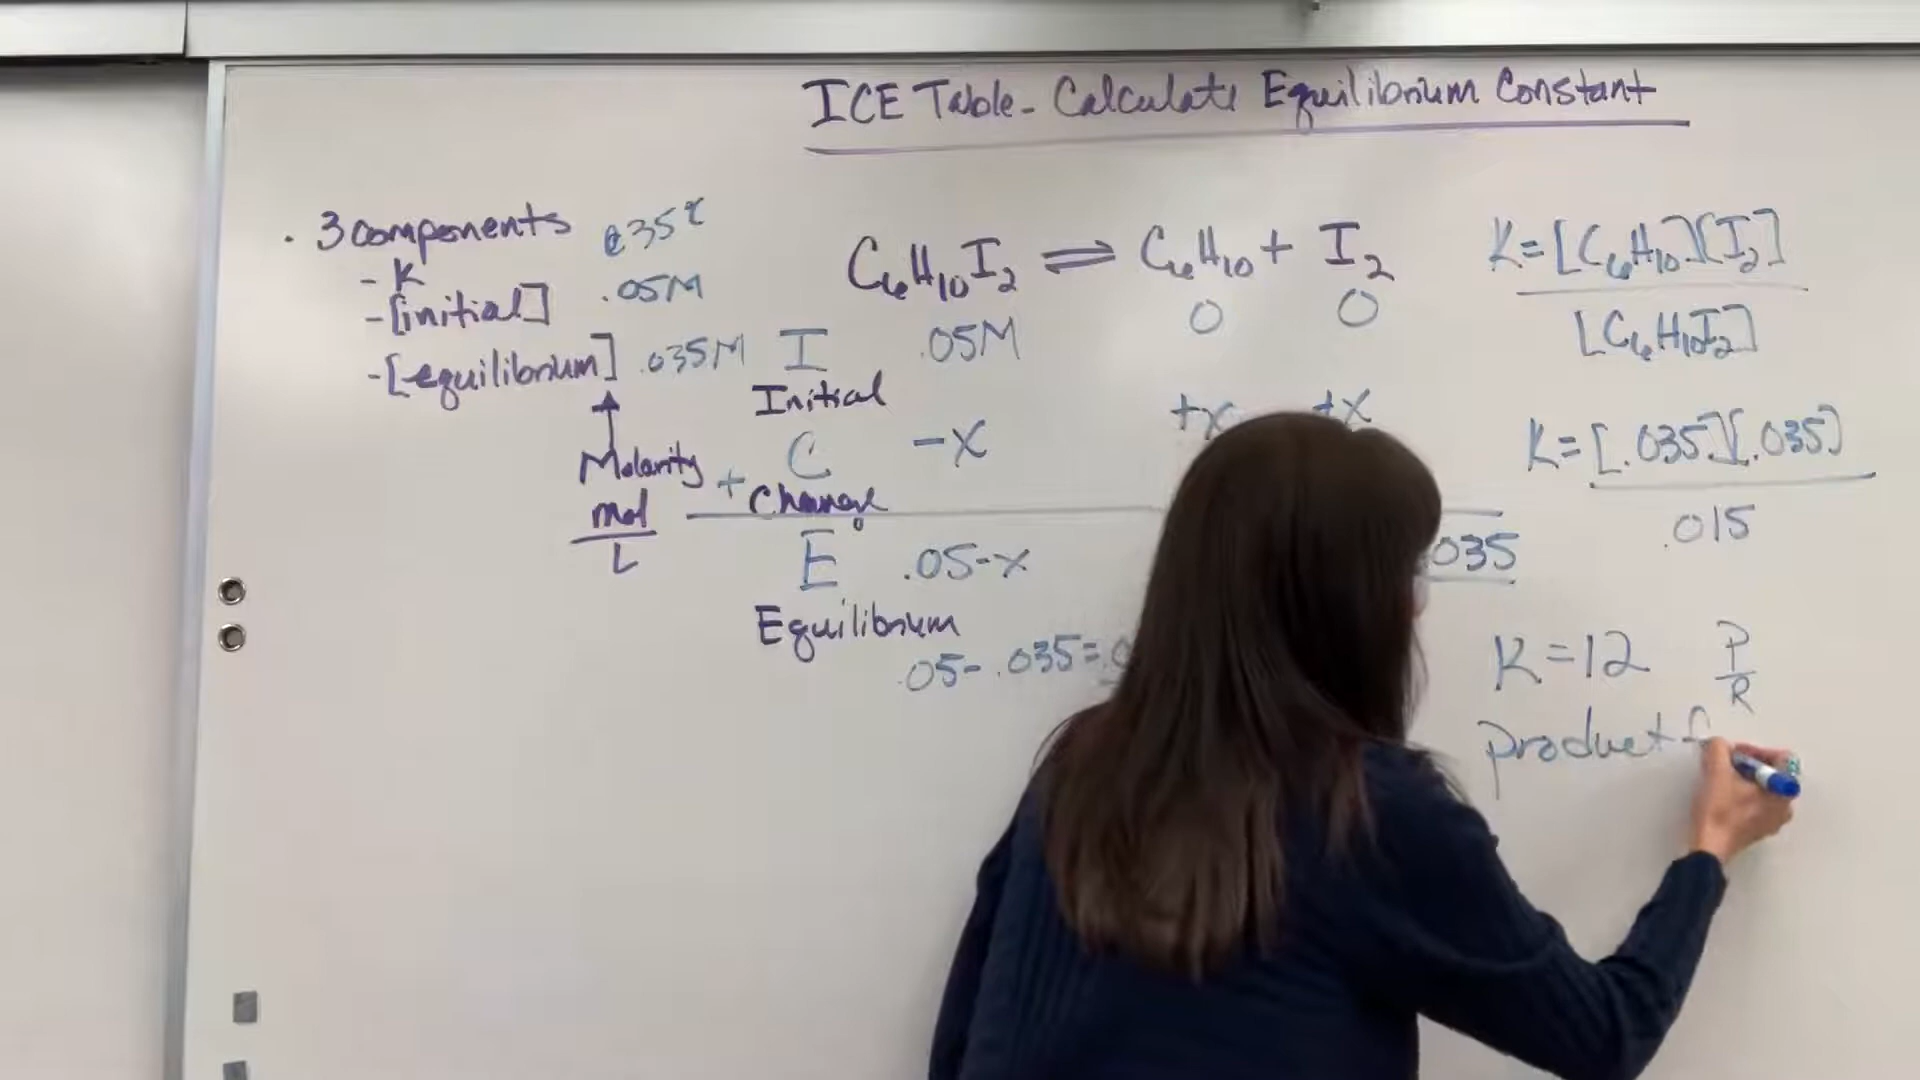 ICE Table - Calculate Equilibrium Constant
· 3 components
- K
- [initial] .05M
- [equilibrium] .035M
Molarity
mol
L
C₆H₁₀I₂ ⇌ C₆H₁₀ + I₂
I .05M 0 0
Initial
+ C -x +x +x
Change
E .05-x 035
Equilibrium
.05- .035=.0
K=[C₆H₁₀][I₂]
[C₆H₁₀I₂]
K=[.035][.035]
.015
K=12
P
R
product